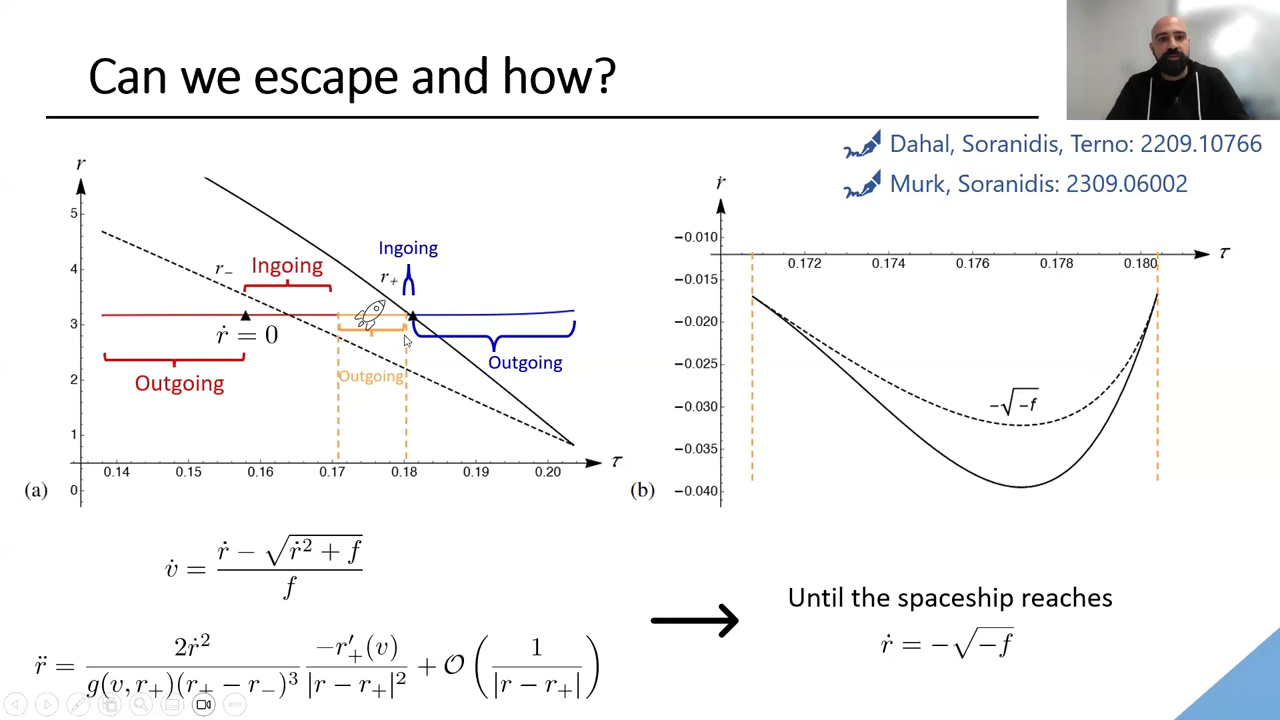 Can we escape and how?
Dahal, Soranidis, Terno: 2209.10766
Murk, Soranidis: 2309.06002
r
5
4
3
2
1
0
r₋
Ingoing
ṙ = 0
Outgoing
Outgoing
Ingoing
r₊
Outgoing
0.14 0.15 0.16 0.17 0.18 0.19 0.20
τ
(a)
ṙ
−0.010
−0.015
−0.020
−0.025
−0.030
−0.035
−0.040
0.172 0.174 0.176 0.178 0.180
τ
−√−f
(b)
v̇ = (ṙ − √(ṙ² + f)) / f
r̈ = 2ṙ² / (g(v, r₊)(r₊ − r₋)³) · −r′₊(v) / |r − r₊|² + 𝒪(1 / |r − r₊|)
Until the spaceship reaches
ṙ = −√−f